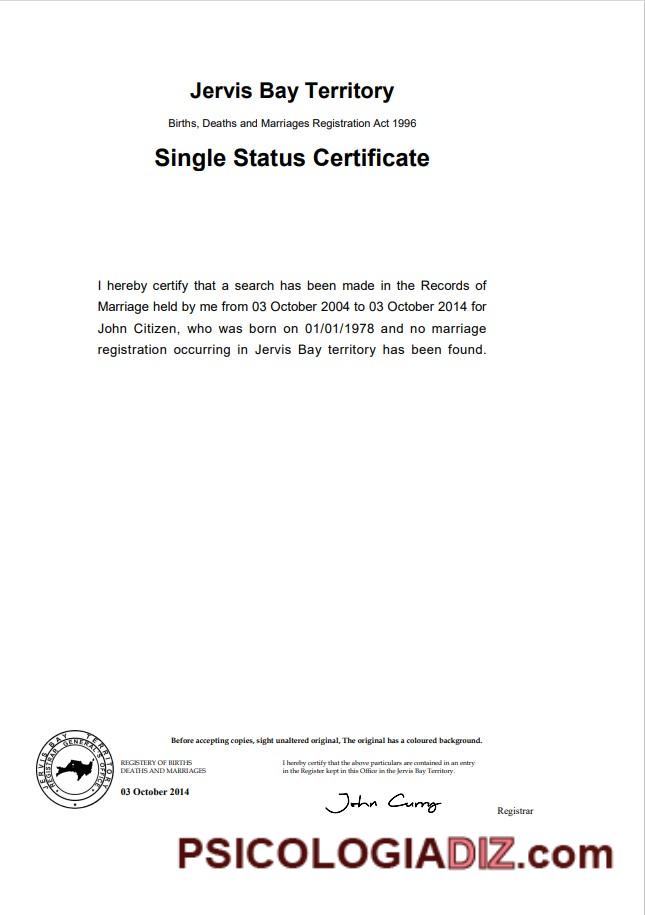 Jervis Bay Territory
Births, Deaths and Marriages Registration Act 1996
Single Status Certificate
I hereby certify that a search has been made in the Records of
Marriage held by me from 03 October 2004 to 03 October 2014 for
John Citizen, who was born on 01/01/1978 and no marriage
registration occurring in Jervis Bay territory has been found.
Before accepting copies, sight unaltered original, The original has a coloured background.
JERVIS BAY TERRITORY
REGISTRAR GENERAL'S OFFICE
REGISTERY OF BIRTHS
DEATHS AND MARRIAGES
I hereby certify that the above particulars are contained in an entry
in the Register kept in this Office in the Jervis Bay Territory.
03 October 2014
Registrar
PSICOLOGIADIZ.com